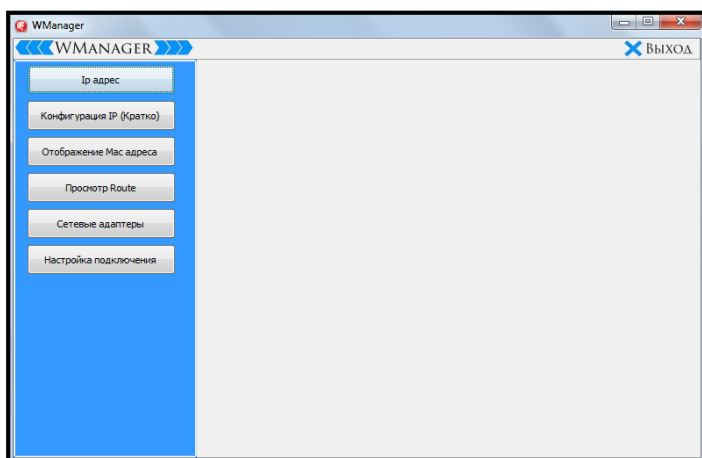 WManager
WManager
Выход
Ip адрес
Конфигурация IP (Кратко)
Отображение Mac адреса
Просмотр Route
Сетевые адаптеры
Настройка подключения